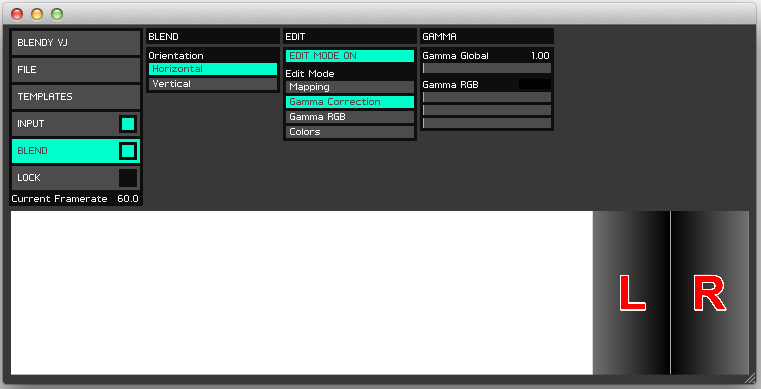 BLENDY VJ
FILE
TEMPLATES
INPUT
BLEND
LOCK
Current Framerate 60.0
BLEND
Orientation
Horizontal
Vertical
EDIT
EDIT MODE ON
Edit Mode
Mapping
Gamma Correction
Gamma RGB
Colors
GAMMA
Gamma Global 1.00
Gamma RGB
L R